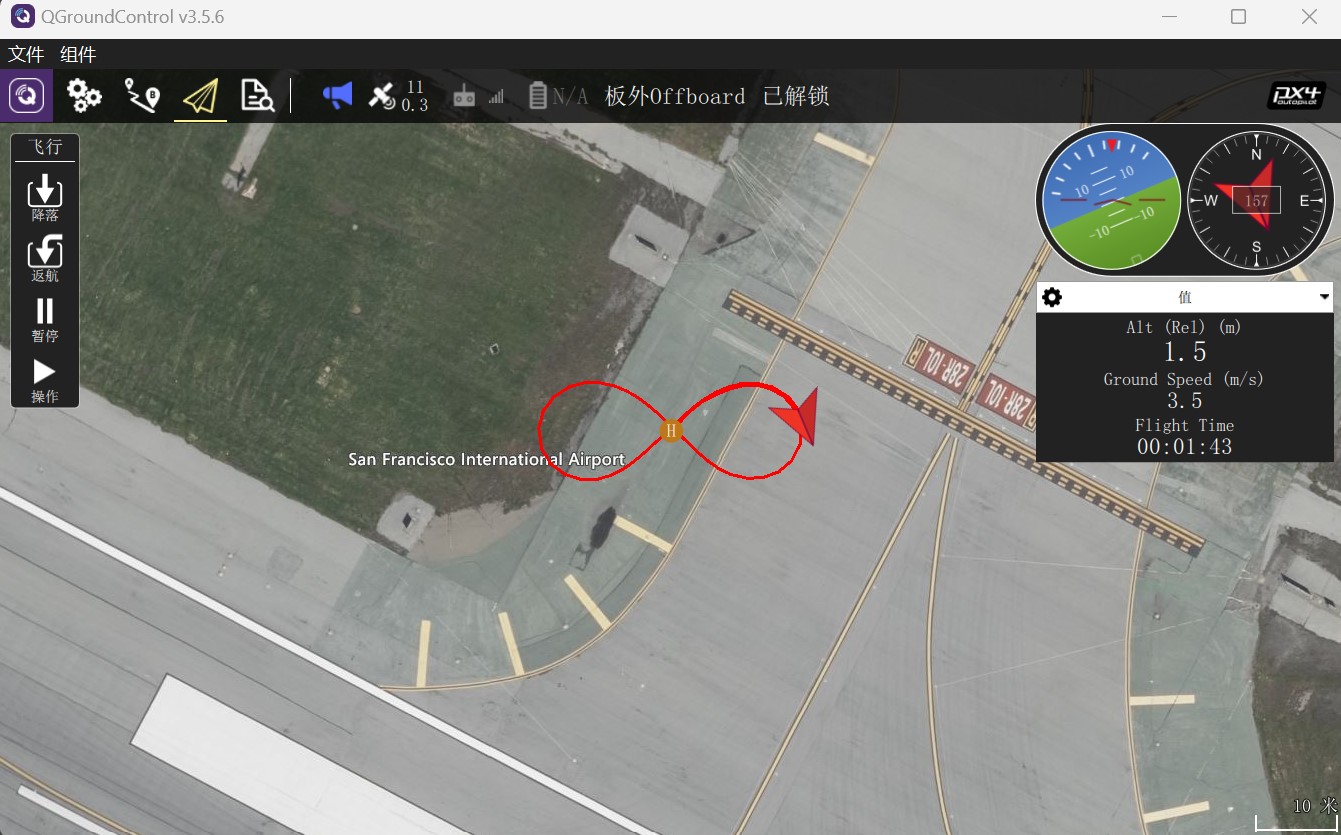 QGroundControl v3.5.6
文件 组件
11
0.3
N/A
板外Offboard 已解锁
px4
autopilot
飞行
降落
返航
暂停
操作
10 10
-10 -10
N
W 157 E
S
值
Alt (Rel) (m)
1.5
Ground Speed (m/s)
3.5
Flight Time
00:01:43
R 28R-10L
28R-10L R
H
San Francisco International Airport
10 米